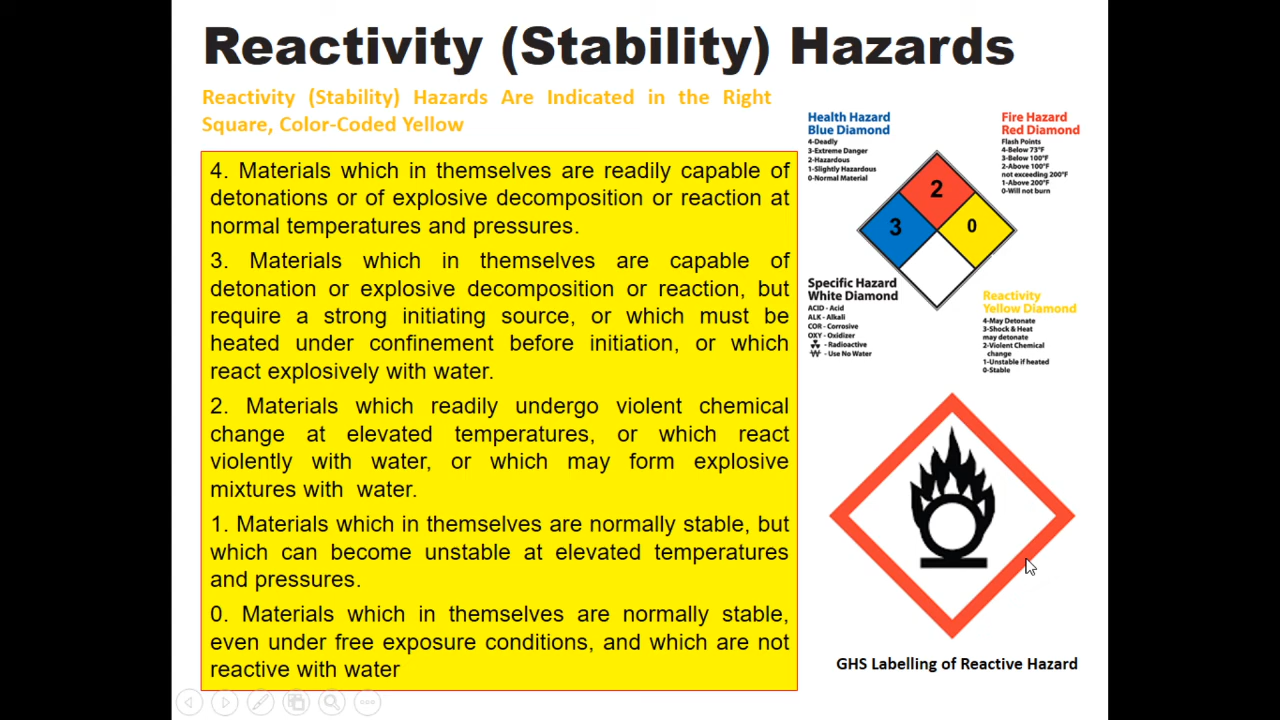 Reactivity (Stability) Hazards
Reactivity (Stability) Hazards Are Indicated in the Right
Square, Color-Coded Yellow
4. Materials which in themselves are readily capable of
detonations or of explosive decomposition or reaction at
normal temperatures and pressures.
3. Materials which in themselves are capable of
detonation or explosive decomposition or reaction, but
require a strong initiating source, or which must be
heated under confinement before initiation, or which
react explosively with water.
2. Materials which readily undergo violent chemical
change at elevated temperatures, or which react
violently with water, or which may form explosive
mixtures with water.
1. Materials which in themselves are normally stable, but
which can become unstable at elevated temperatures
and pressures.
0. Materials which in themselves are normally stable,
even under free exposure conditions, and which are not
reactive with water
Health Hazard
Blue Diamond
4-Deadly
3-Extreme Danger
2-Hazardous
1-Slightly Hazardous
0-Normal Material
Fire Hazard
Red Diamond
Flash Points
4-Below 73°F
3-Below 100°F
2-Above 100°F
not exceeding 200°F
1-Above 200°F
0-Will not burn
2
3
0
Specific Hazard
White Diamond
ACID - Acid
ALK - Alkali
COR - Corrosive
OXY - Oxidizer
- Radioactive
W - Use No Water
Reactivity
Yellow Diamond
4-May Detonate
3-Shock & Heat
may detonate
2-Violent Chemical
change
1-Unstable if heated
0-Stable
GHS Labelling of Reactive Hazard